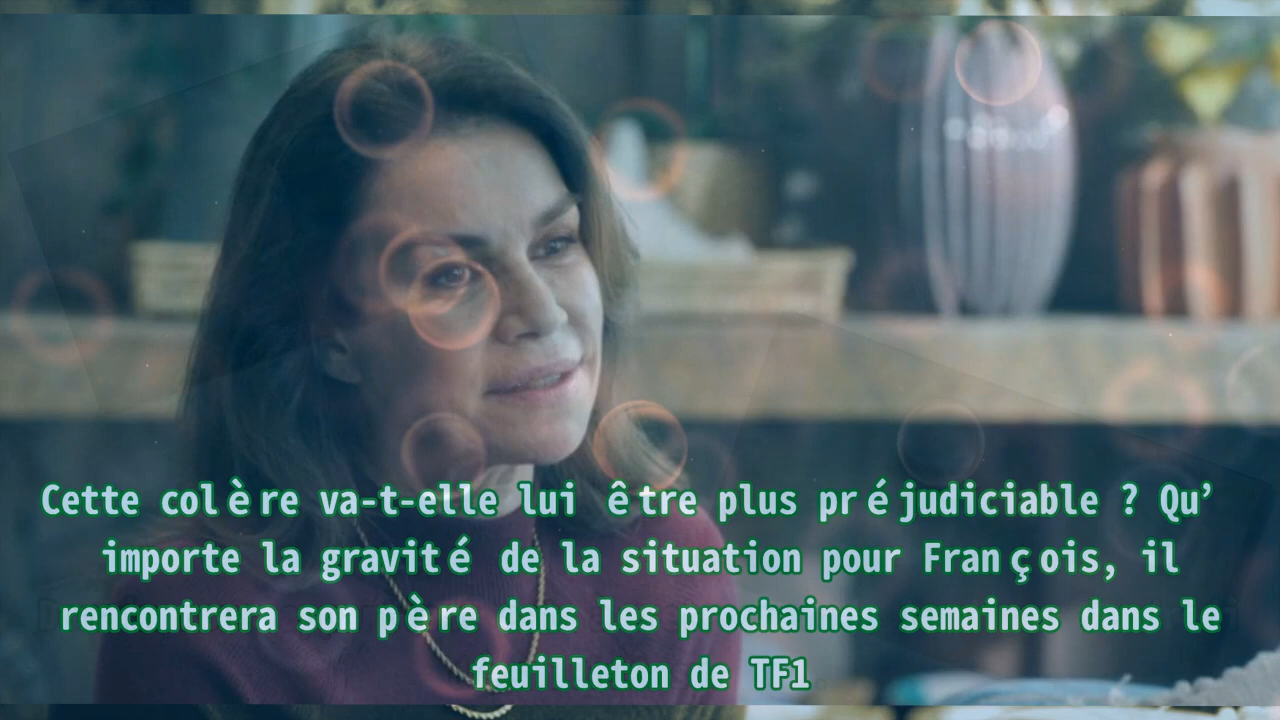 Cette colère va-t-elle lui être plus préjudiciable ? Qu’
importe la gravité de la situation pour François, il
rencontrera son père dans les prochaines semaines dans le
feuilleton de TF1